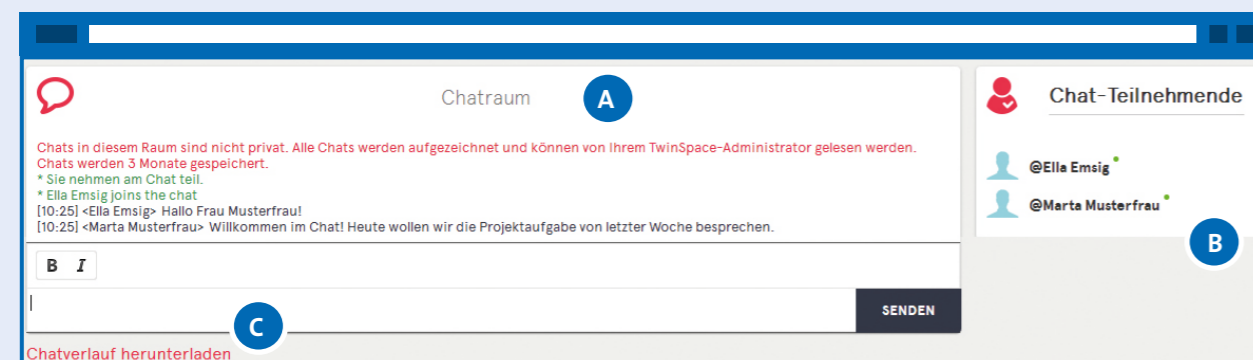 Chatraum
A
Chats in diesem Raum sind nicht privat. Alle Chats werden aufgezeichnet und können von Ihrem TwinSpace-Administrator gelesen werden.
Chats werden 3 Monate gespeichert.
* Sie nehmen am Chat teil.
* Ella Emsig joins the chat
[10:25] <Ella Emsig> Hallo Frau Musterfrau!
[10:25] <Marta Musterfrau> Willkommen im Chat! Heute wollen wir die Projektaufgabe von letzter Woche besprechen.
B I
SENDEN
C
Chatverlauf herunterladen
Chat-Teilnehmende
@Ella Emsig
@Marta Musterfrau
B